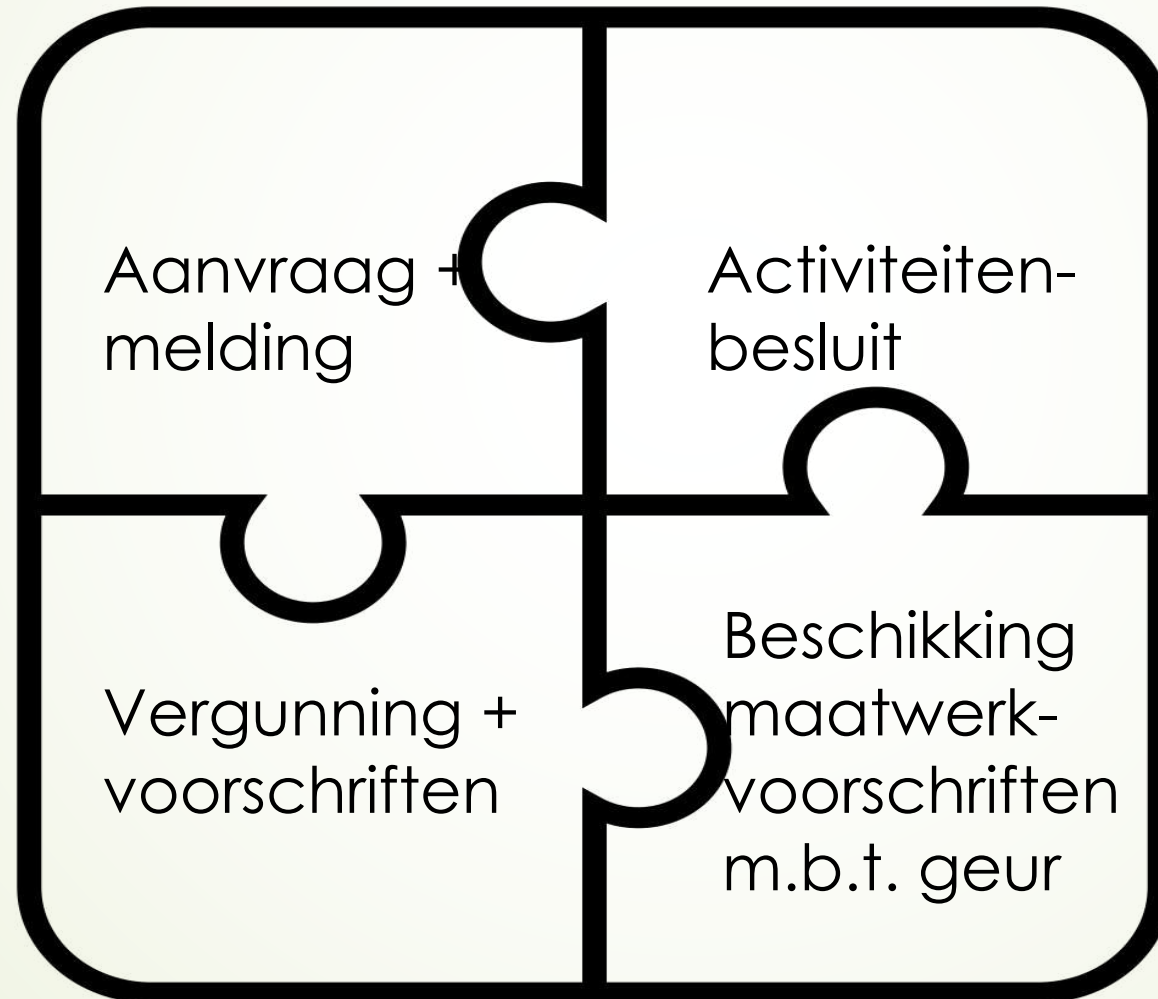 Aanvraag +
melding
Activiteiten-
besluit
Vergunning +
voorschriften
Beschikking
maatwerk-
voorschriften
m.b.t. geur